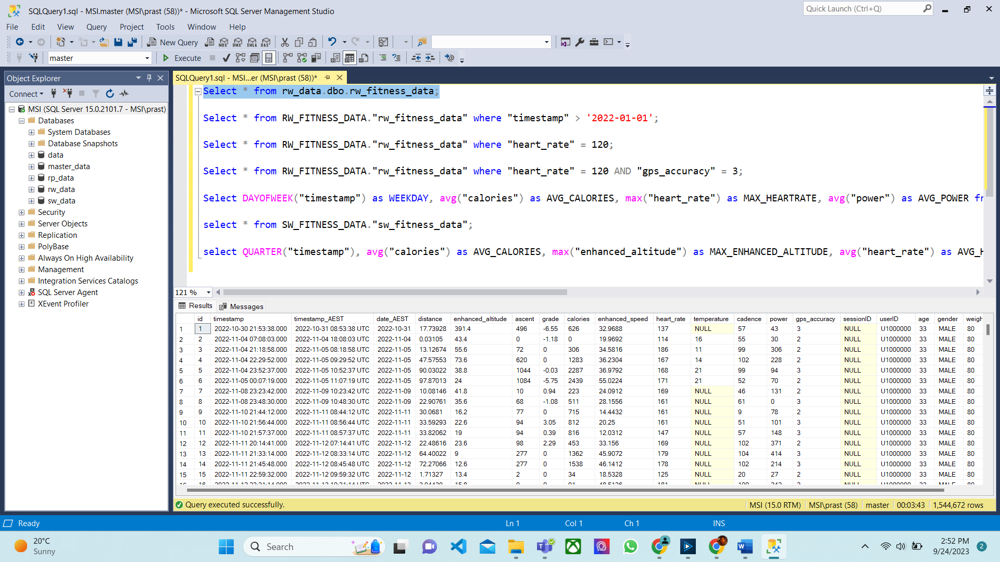 SQLQuery1.sql - MSI.master (MSI\prast (58))* - Microsoft SQL Server Management Studio
Quick Launch (Ctrl+Q)
File Edit View Query Project Tools Window Help
New Query MDX DMX XMLA DAX
master Execute
Object Explorer
Connect
MSI (SQL Server 15.0.2101.7 - MSI\prast)
Databases
System Databases
Database Snapshots
data
master_data
rp_data
rw_data
sw_data
Security
Server Objects
Replication
PolyBase
Always On High Availability
Management
Integration Services Catalogs
SQL Server Agent
XEvent Profiler
SQLQuery1.sql - MSI...er (MSI\prast (58))*
Select * from rw_data.dbo.rw_fitness_data;
Select * from RW_FITNESS_DATA."rw_fitness_data" where "timestamp" > '2022-01-01';
Select * from RW_FITNESS_DATA."rw_fitness_data" where "heart_rate" = 120;
Select * from RW_FITNESS_DATA."rw_fitness_data" where "heart_rate" = 120 AND "gps_accuracy" = 3;
Select DAYOFWEEK("timestamp") as WEEKDAY, avg("calories") as AVG_CALORIES, max("heart_rate") as MAX_HEARTRATE, avg("power") as AVG_POWER fr
select * from SW_FITNESS_DATA."sw_fitness_data";
select QUARTER("timestamp"), avg("calories") as AVG_CALORIES, max("enhanced_altitude") as MAX_ENHANCED_ALTITUDE, avg("heart_rate") as AVG_H
121 %
Results Messages
id timestamp timestamp_AEST date_AEST distance enhanced_altitude ascent grade calories enhanced_speed heart_rate temperature cadence power gps_accuracy sessionID userID age gender weigh
1 1 2022-10-30 21:53:38.000 2022-10-31 08:53:38 UTC 2022-10-31 17.73928 391.4 496 -6.55 626 32.9688 137 NULL 57 43 3 NULL U1000000 33 MALE 80
2 2 2022-11-04 07:08:03.000 2022-11-04 18:08:03 UTC 2022-11-04 0.03105 43.4 0 -1.18 0 19.9692 114 16 55 30 2 NULL U1000000 33 MALE 80
3 3 2022-11-04 21:18:58.000 2022-11-05 08:18:58 UTC 2022-11-05 13.12674 55.6 72 0 306 34.5816 186 11 99 306 2 NULL U1000000 33 MALE 80
4 4 2022-11-04 22:29:52.000 2022-11-05 09:29:52 UTC 2022-11-05 47.57553 73.6 620 0 1283 36.2304 167 14 102 228 2 NULL U1000000 33 MALE 80
5 5 2022-11-04 23:52:37.000 2022-11-05 10:52:37 UTC 2022-11-05 90.03022 38.8 1044 -0.03 2287 36.9792 168 21 99 94 3 NULL U1000000 33 MALE 80
6 6 2022-11-05 00:07:19.000 2022-11-05 11:07:19 UTC 2022-11-05 97.87013 24 1084 -5.75 2439 55.0224 171 21 52 70 2 NULL U1000000 33 MALE 80
7 7 2022-11-08 23:23:42.000 2022-11-09 10:23:42 UTC 2022-11-09 10.08146 41.8 10 0.94 223 24.0912 169 NULL 46 131 2 NULL U1000000 33 MALE 80
8 8 2022-11-08 23:48:30.000 2022-11-09 10:48:30 UTC 2022-11-09 22.90761 35.6 68 -1.08 511 28.1556 161 NULL 61 0 3 NULL U1000000 33 MALE 80
9 9 2022-11-10 21:44:12.000 2022-11-11 08:44:12 UTC 2022-11-11 30.0681 16.2 77 0 715 14.4432 161 NULL 9 78 2 NULL U1000000 33 MALE 80
10 10 2022-11-10 21:56:44.000 2022-11-11 08:56:44 UTC 2022-11-11 33.59293 22.6 94 3.05 812 20.25 161 NULL 51 101 3 NULL U1000000 33 MALE 80
11 11 2022-11-10 21:57:37.000 2022-11-11 08:57:37 UTC 2022-11-11 33.82062 19 94 0.39 816 12.0312 147 NULL 57 148 3 NULL U1000000 33 MALE 80
12 12 2022-11-11 20:14:41.000 2022-11-12 07:14:41 UTC 2022-11-12 22.48616 23.6 98 2.29 453 33.156 169 NULL 102 371 2 NULL U1000000 33 MALE 80
13 13 2022-11-11 21:33:14.000 2022-11-12 08:33:14 UTC 2022-11-12 64.40022 9 277 0 1362 45.9072 179 NULL 104 414 3 NULL U1000000 33 MALE 80
14 14 2022-11-11 21:45:48.000 2022-11-12 08:45:48 UTC 2022-11-12 72.27066 12.6 277 0 1538 46.1412 178 NULL 102 214 3 NULL U1000000 33 MALE 80
15 15 2022-11-11 22:59:32.000 2022-11-12 09:59:32 UTC 2022-11-12 1.71327 13.4 2 0 34 18.5328 125 NULL 20 27 2 NULL U1000000 33 MALE 80
Query executed successfully. MSI (15.0 RTM) MSI\prast (58) master 00:03:43 1,544,672 rows
Ready Ln 1 Col 1 Ch 1 INS
20°C
Sunny
Search
2:52 PM
9/24/2023
2